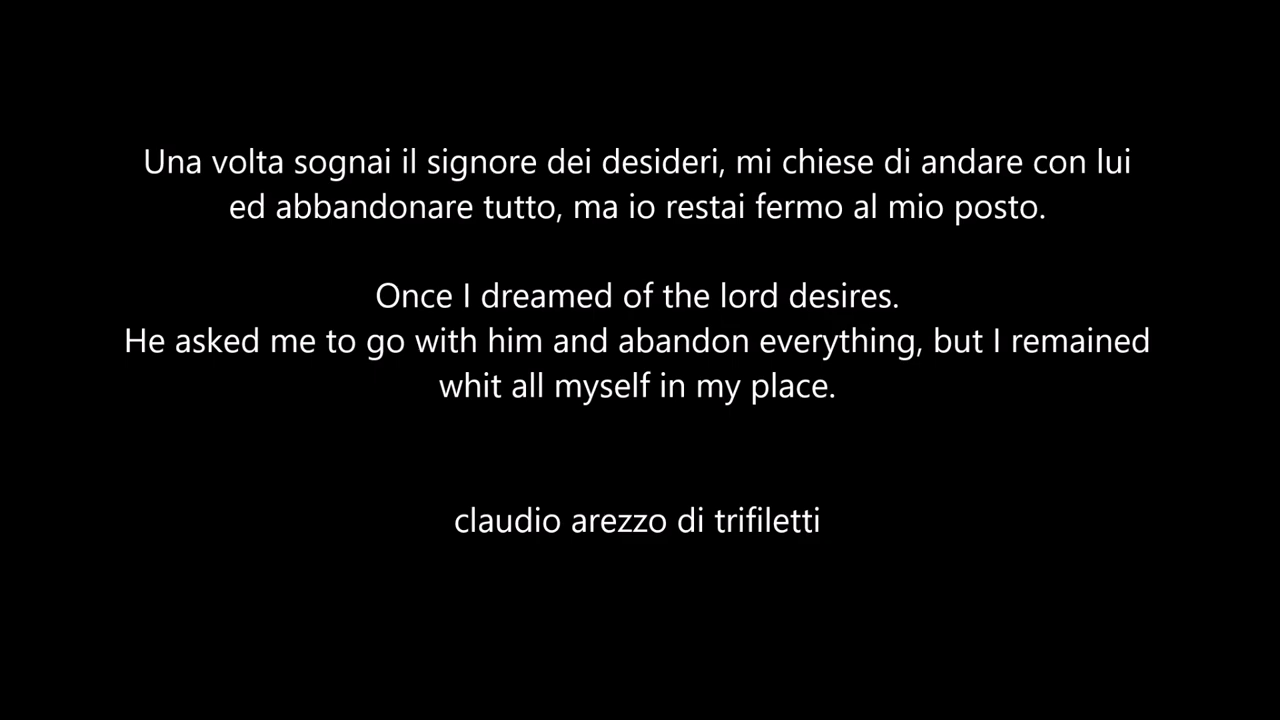 Una volta sognai il signore dei desideri, mi chiese di andare con lui
ed abbandonare tutto, ma io restai fermo al mio posto.
Once I dreamed of the lord desires.
He asked me to go with him and abandon everything, but I remained
whit all myself in my place.
claudio arezzo di trifiletti